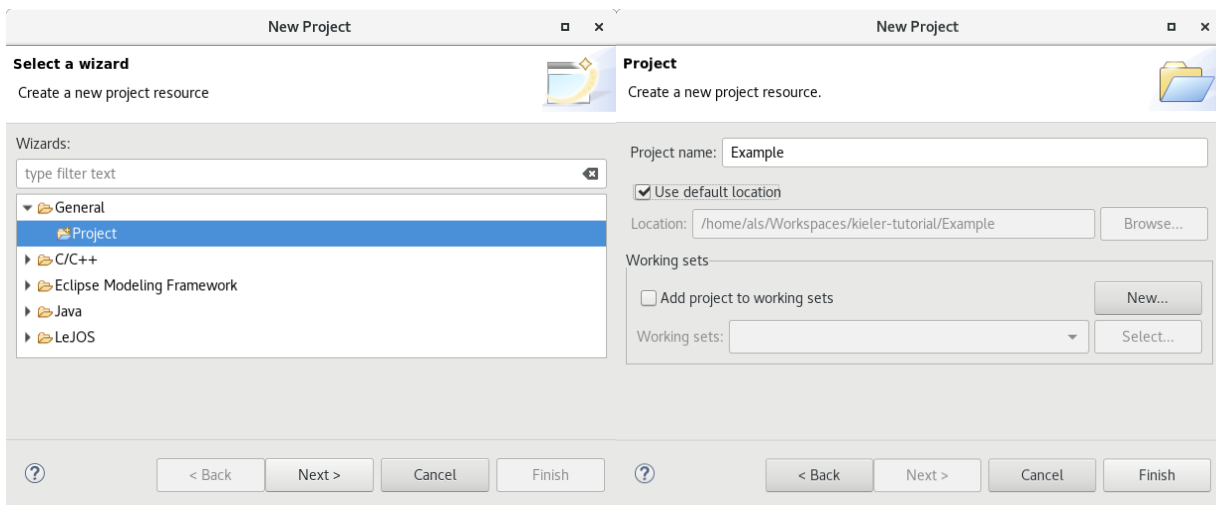 New Project
Select a wizard
Create a new project resource
Wizards:
type filter text
General
Project
C/C++
Eclipse Modeling Framework
Java
LeJOS
< Back Next > Cancel Finish
New Project
Project
Create a new project resource.
Project name: Example
Use default location
Location: /home/als/Workspaces/kieler-tutorial/Example Browse...
Working sets
Add project to working sets New...
Working sets: Select...
< Back Next > Cancel Finish